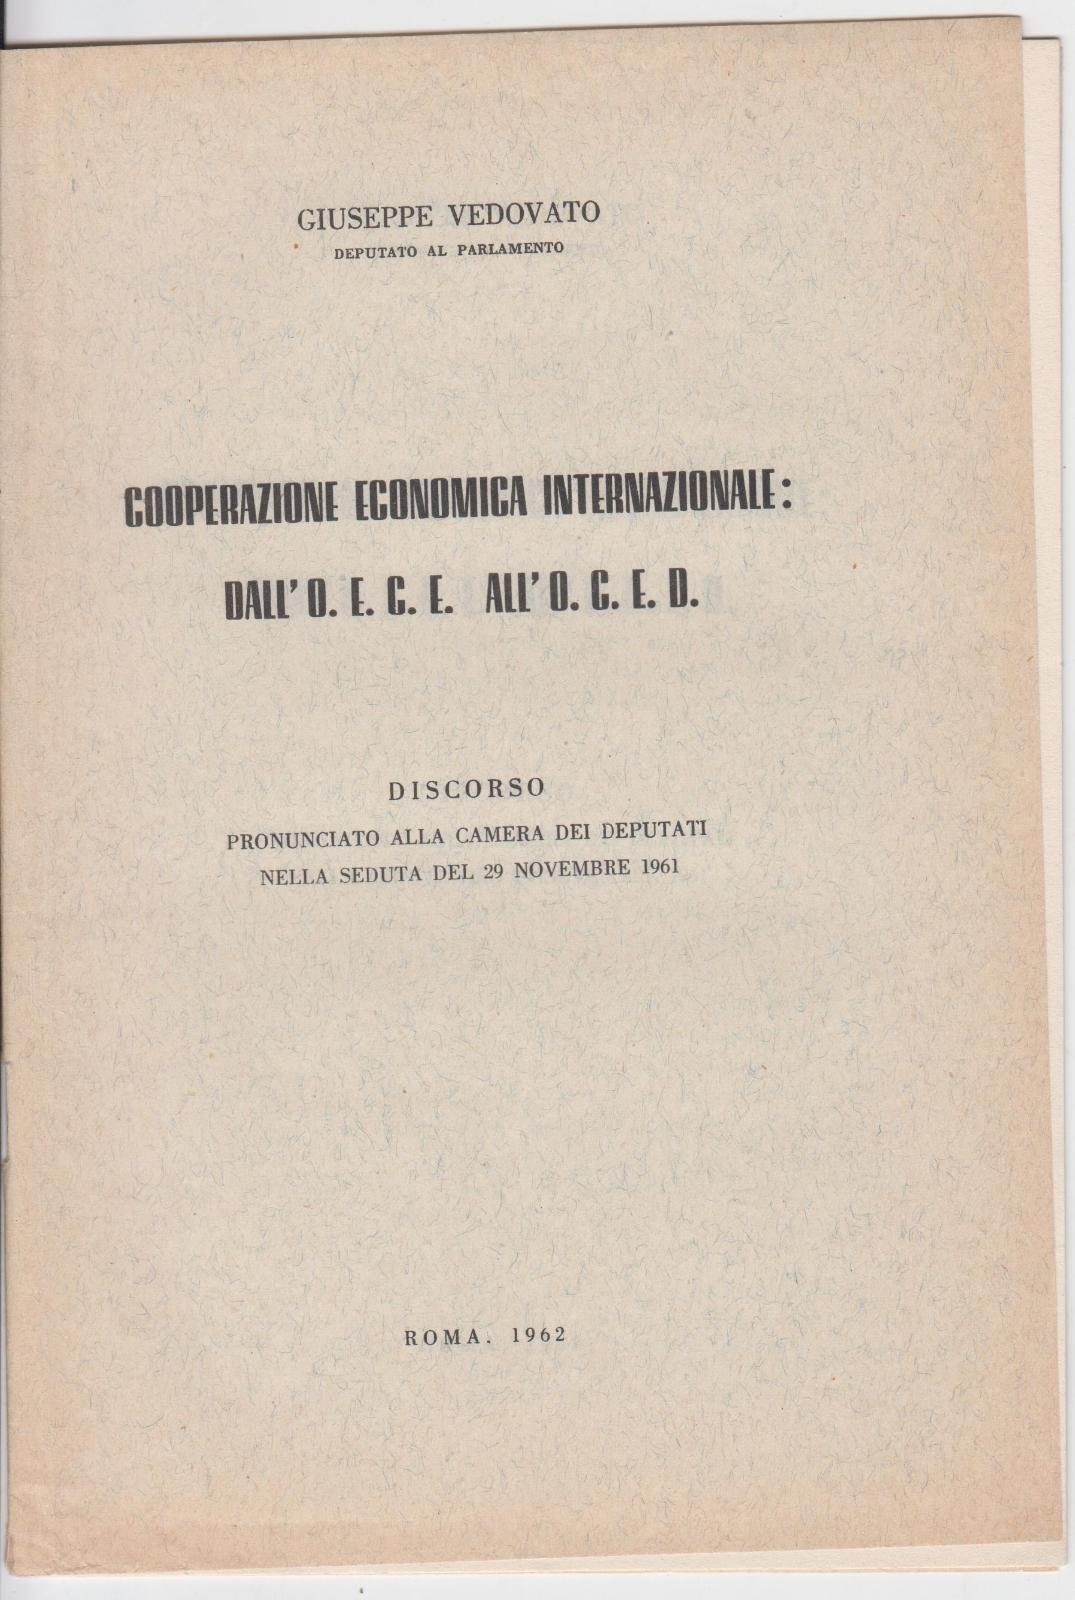 GIUSEPPE VEDOVATO
DEPUTATO AL PARLAMENTO
COOPERAZIONE ECONOMICA INTERNAZIONALE:
DALL'O. E. C. E. ALL'O. C. E. D.
DISCORSO
PRONUNCIATO ALLA CAMERA DEI DEPUTATI
NELLA SEDUTA DEL 29 NOVEMBRE 1961
ROMA. 1962